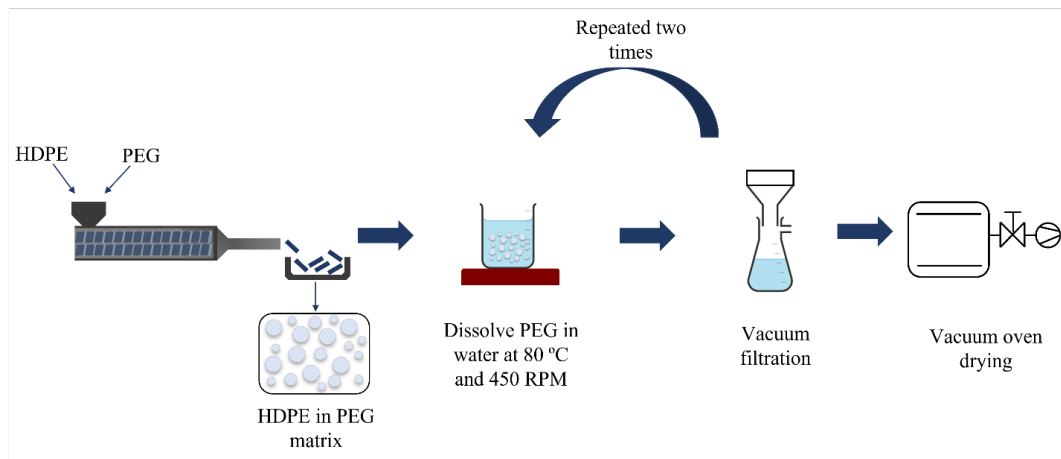 Repeated two
times
HDPE
PEG
Dissolve PEG in
water at 80 ºC
and 450 RPM
HDPE in PEG
matrix
Vacuum
filtration
Vacuum oven
drying